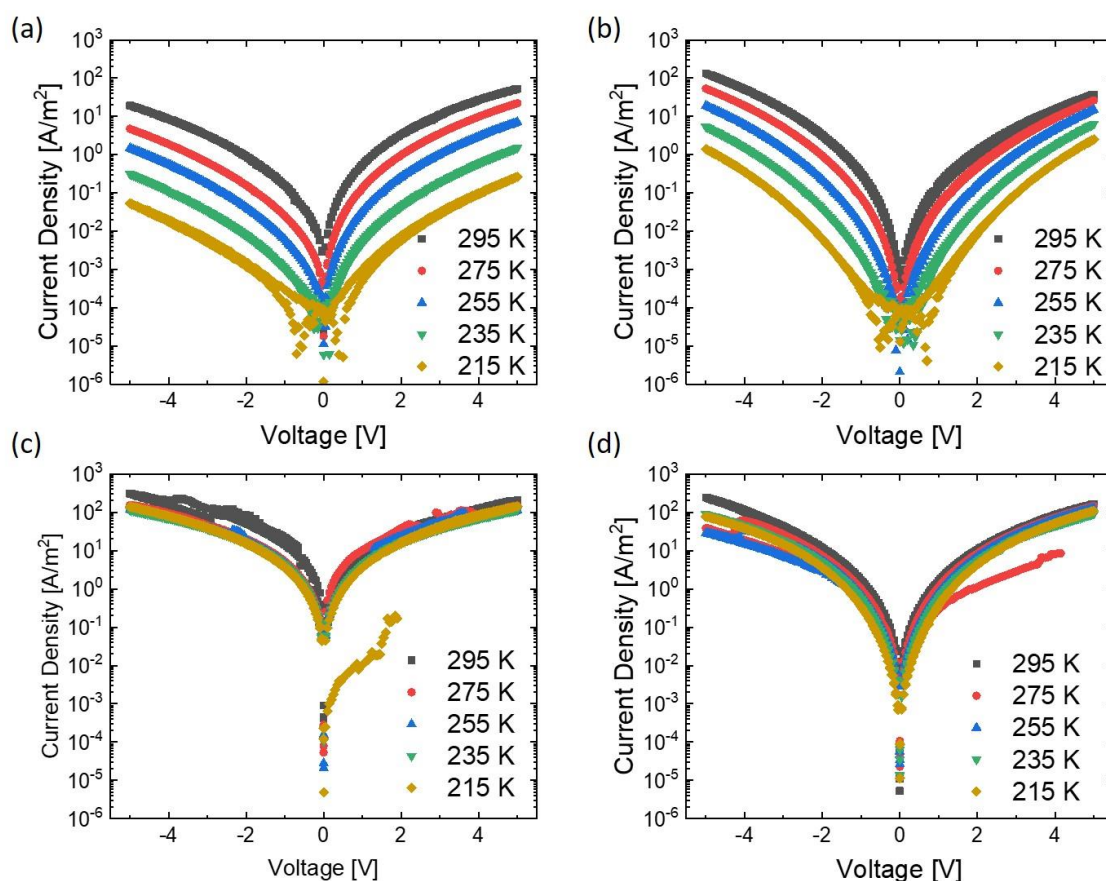 (a)
(b)
10³
10²
10¹
10⁰
10⁻¹
10⁻²
10⁻³
10⁻⁴
10⁻⁵
10⁻⁶
Current Density [A/m²]
295 K
275 K
255 K
235 K
215 K
-4 -2 0 2 4
Voltage [V]
10³
10²
10¹
10⁰
10⁻¹
10⁻²
10⁻³
10⁻⁴
10⁻⁵
10⁻⁶
Current Density [A/m²]
295 K
275 K
255 K
235 K
215 K
-4 -2 0 2 4
Voltage [V]
(c)
(d)
10³
10²
10¹
10⁰
10⁻¹
10⁻²
10⁻³
10⁻⁴
10⁻⁵
10⁻⁶
Current Density [A/m²]
295 K
275 K
255 K
235 K
215 K
-4 -2 0 2 4
Voltage [V]
10³
10²
10¹
10⁰
10⁻¹
10⁻²
10⁻³
10⁻⁴
10⁻⁵
10⁻⁶
Current Density [A/m²]
295 K
275 K
255 K
235 K
215 K
-4 -2 0 2 4
Voltage [V]